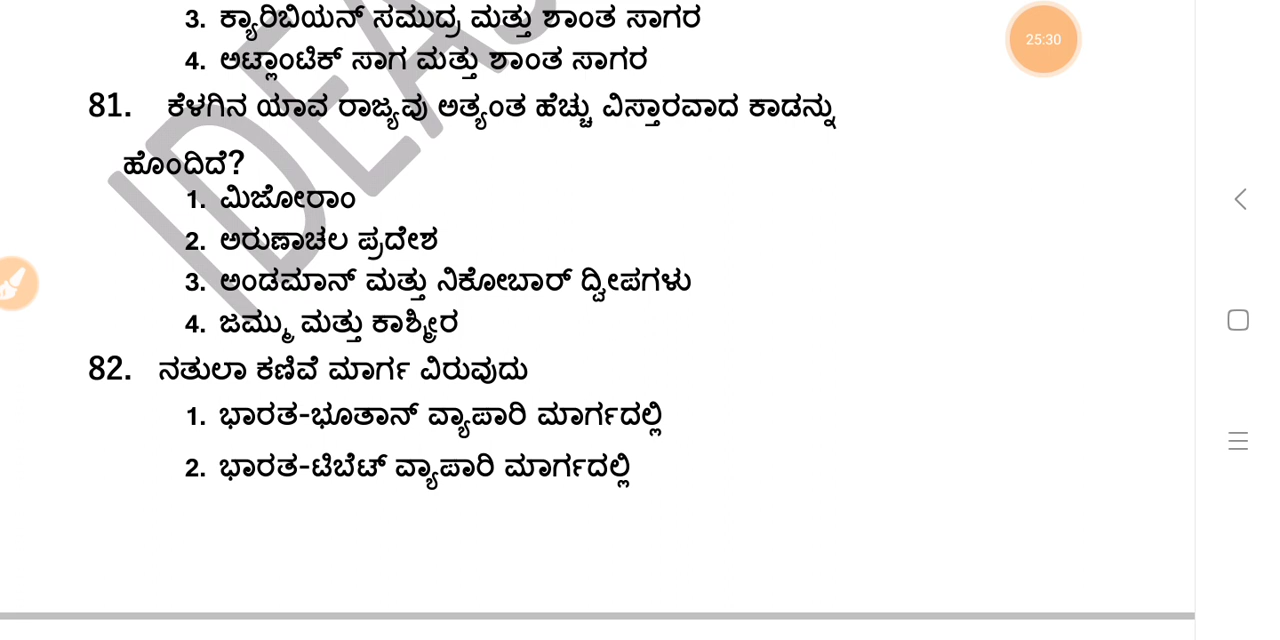 3. ಕ್ಯಾರಿಬಿಯನ್ ಸಮುದ್ರ ಮತ್ತು ಶಾಂತ ಸಾಗರ
25:30
4. ಅಟ್ಲಾಂಟಿಕ್ ಸಾಗ ಮತ್ತು ಶಾಂತ ಸಾಗರ
81. ಕೆಳಗಿನ ಯಾವ ರಾಜ್ಯವು ಅತ್ಯಂತ ಹೆಚ್ಚು ವಿಸ್ತಾರವಾದ ಕಾಡನ್ನು
ಹೊಂದಿದೆ?
1. ಮಿಜೋರಾಂ
2. ಅರುಣಾಚಲ ಪ್ರದೇಶ
3. ಅಂಡಮಾನ್ ಮತ್ತು ನಿಕೋಬಾರ್ ದ್ವೀಪಗಳು
4. ಜಮ್ಮು ಮತ್ತು ಕಾಶ್ಮೀರ
82. ನತುಲಾ ಕಣಿವೆ ಮಾರ್ಗ ವಿರುವುದು
1. ಭಾರತ-ಭೂತಾನ್ ವ್ಯಾಪಾರಿ ಮಾರ್ಗದಲ್ಲಿ
2. ಭಾರತ-ಟಿಬೆಟ್ ವ್ಯಾಪಾರಿ ಮಾರ್ಗದಲ್ಲಿ